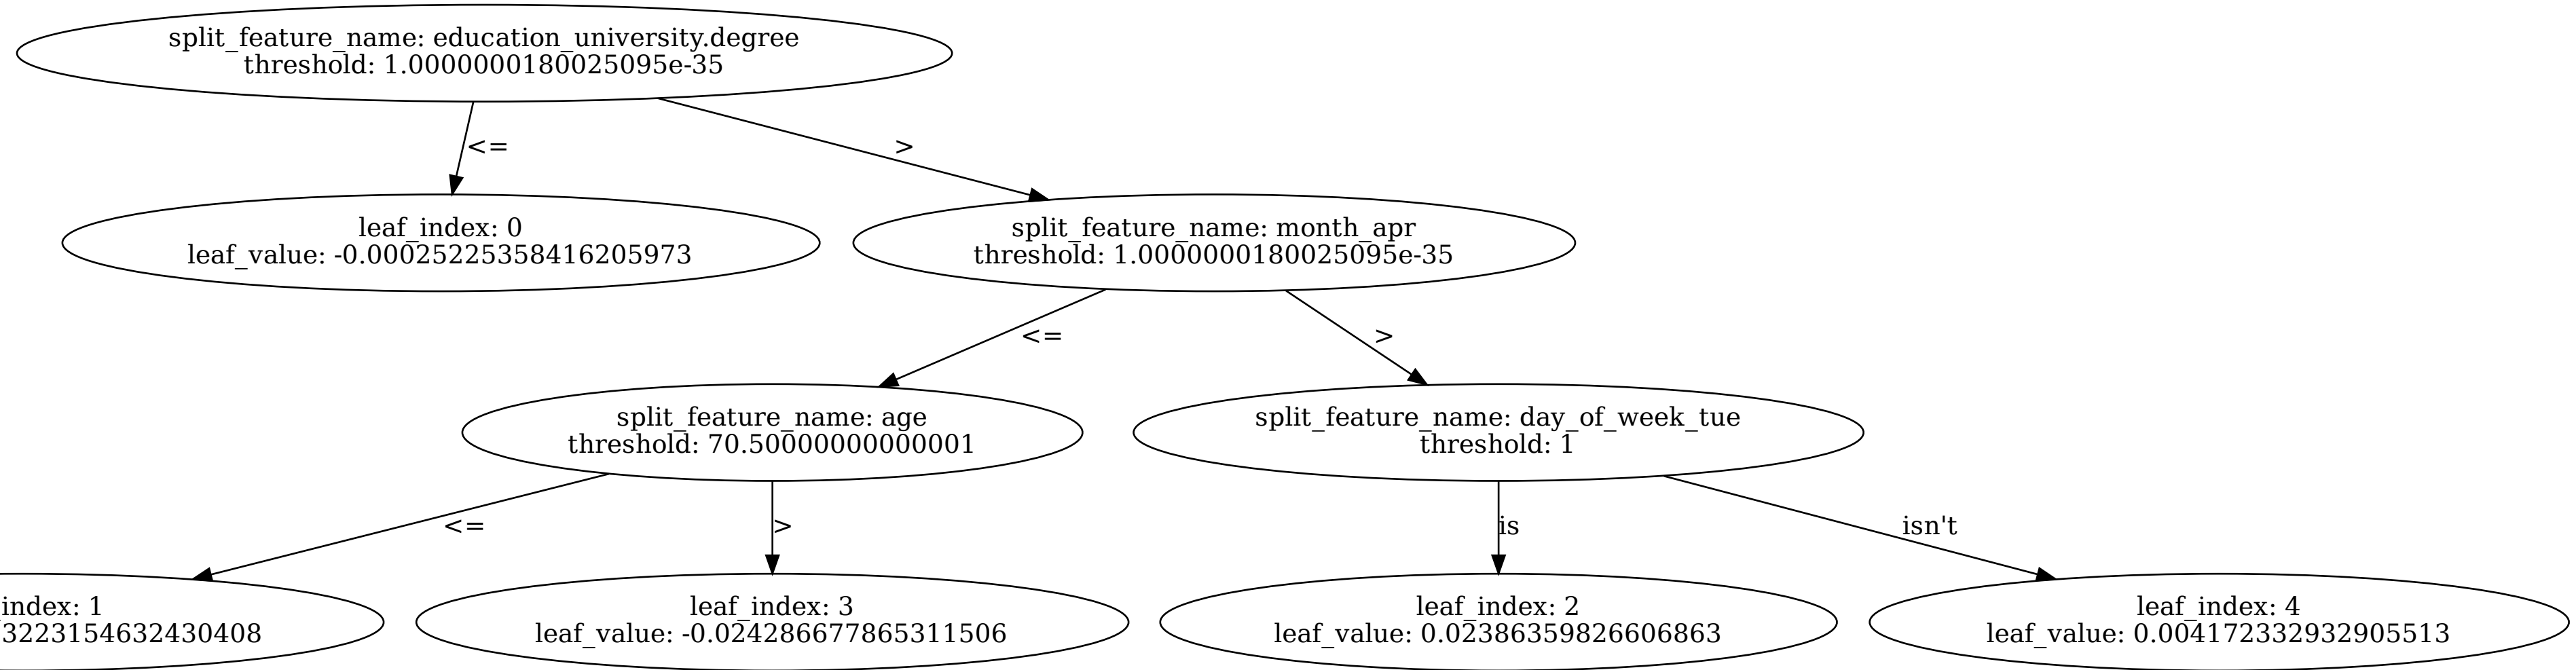 split_feature_name: education_university.degree
threshold: 1.0000000180025095e-35
<=
>
leaf_index: 0
leaf_value: -0.00025225358416205973
split_feature_name: month_apr
threshold: 1.0000000180025095e-35
<=
>
split_feature_name: age
threshold: 70.50000000000001
split_feature_name: day_of_week_tue
threshold: 1
<=
>
is
isn't
index: 1
3223154632430408
leaf_index: 3
leaf_value: -0.024286677865311506
leaf_index: 2
leaf_value: 0.02386359826606863
leaf_index: 4
leaf_value: 0.004172332932905513